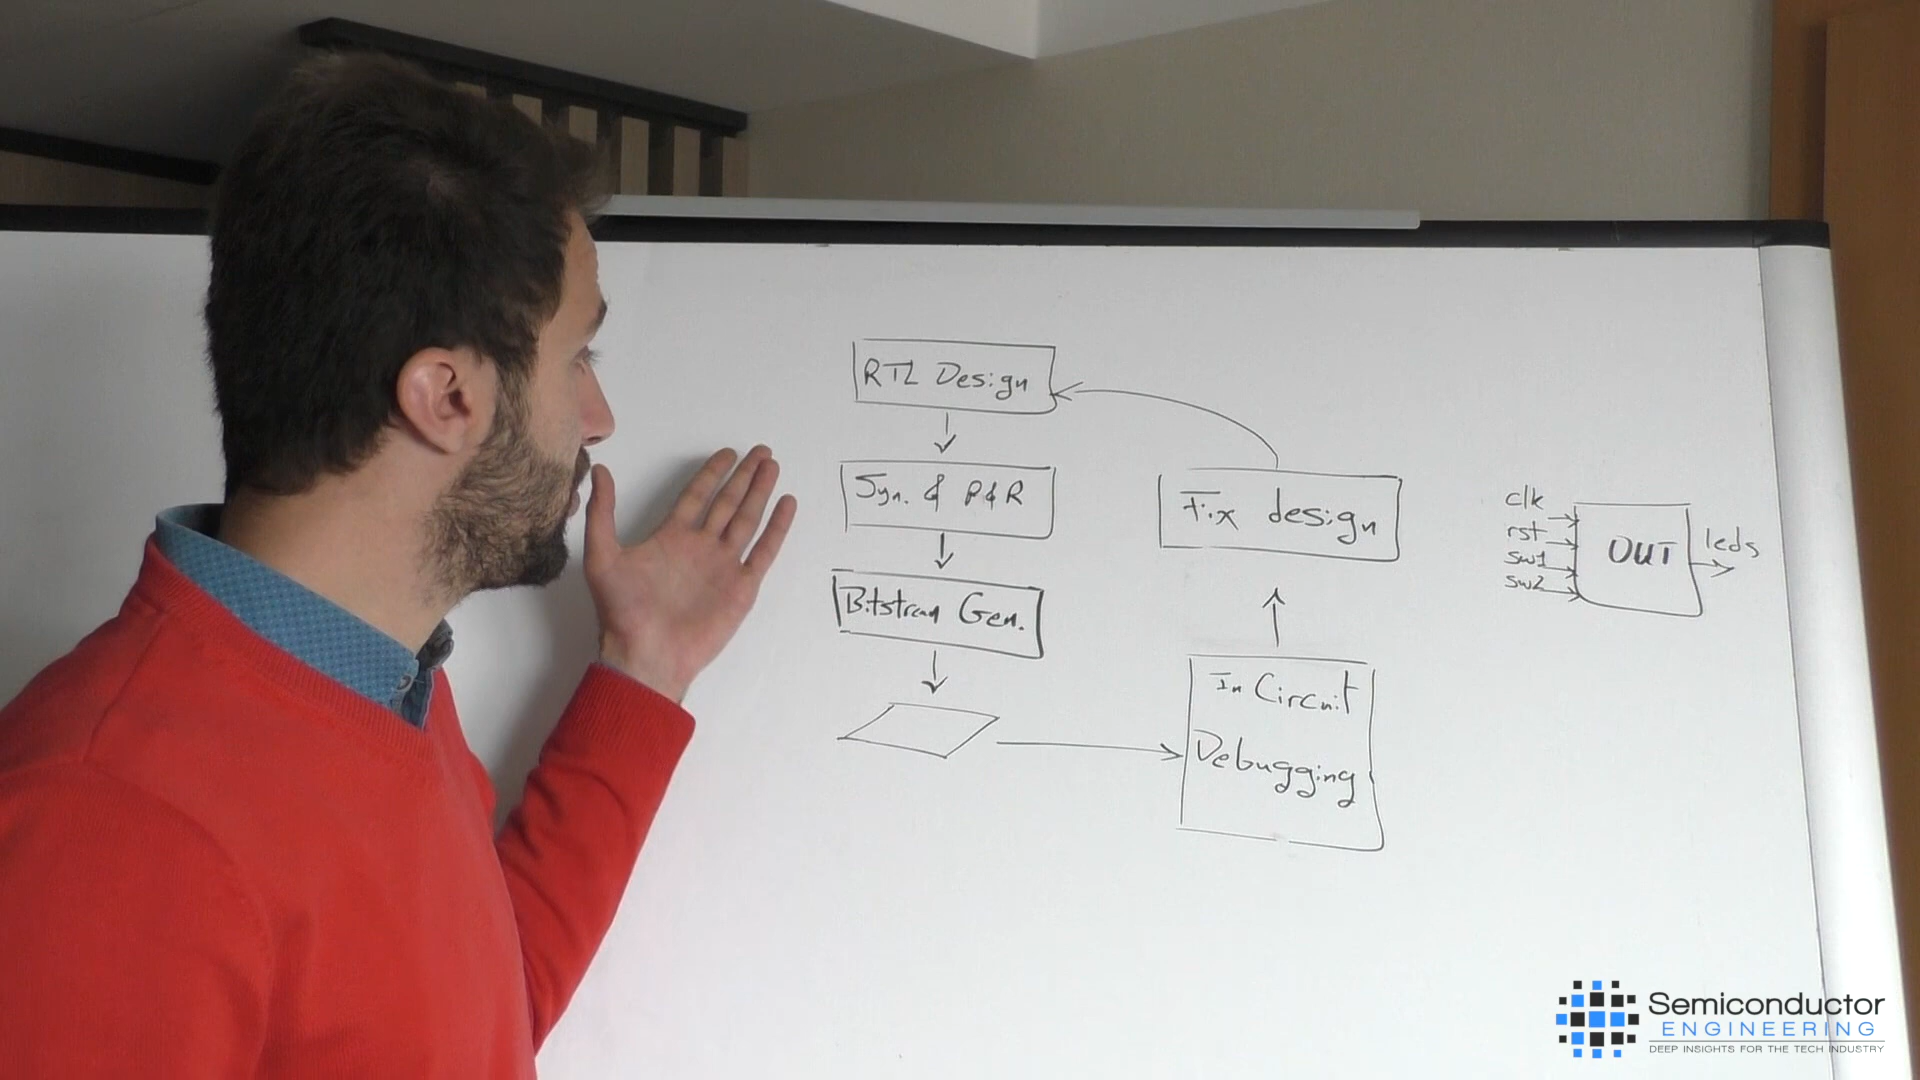 RTL Design
Syn. & P&R
Bitstream Gen.
Fix design
In Circuit
Debugging
clk
rst
sw1
sw2
DUT
leds
Semiconductor
ENGINEERING
DEEP INSIGHTS FOR THE TECH INDUSTRY